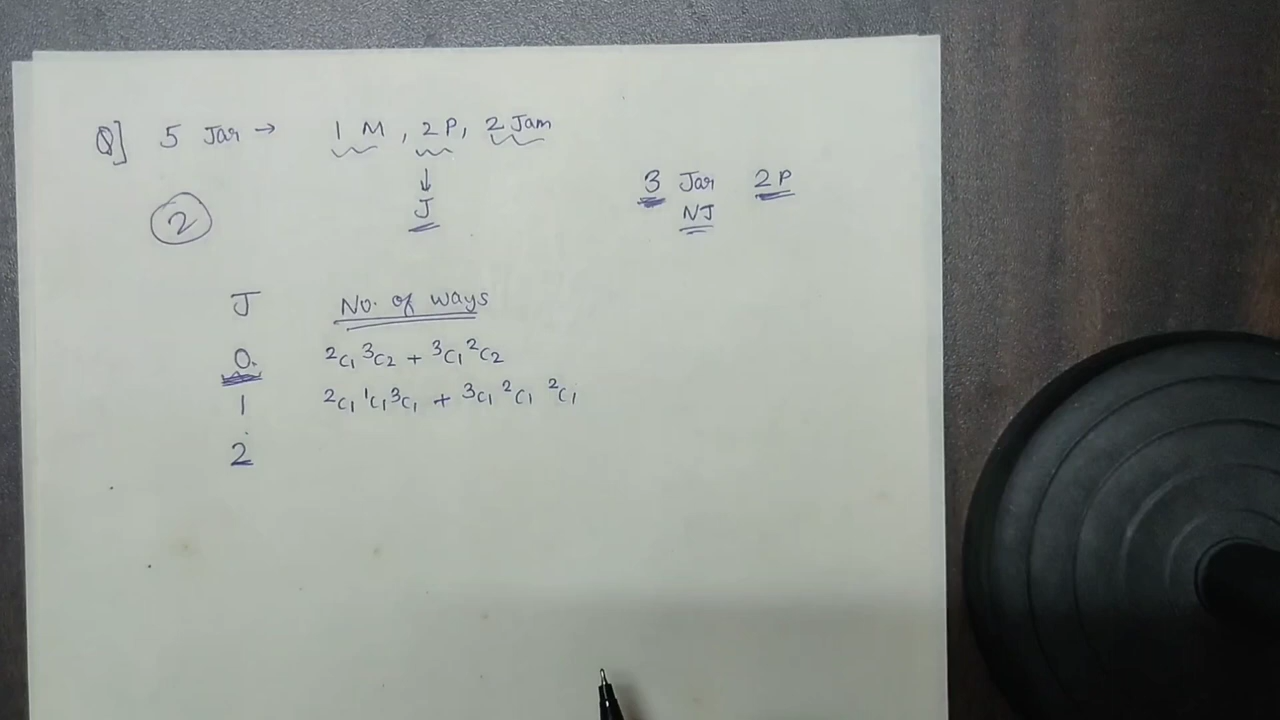 Q] 5 Jar → 1 M, 2 P, 2 Jam
↓
3 Jar 2 P
2 J NJ
J No. of ways
0. ²C₁ ³C₂ + ³C₁ ²C₂
1 ²C₁ ¹C₁ ³C₁ + ³C₁ ²C₁ ²C₁
2